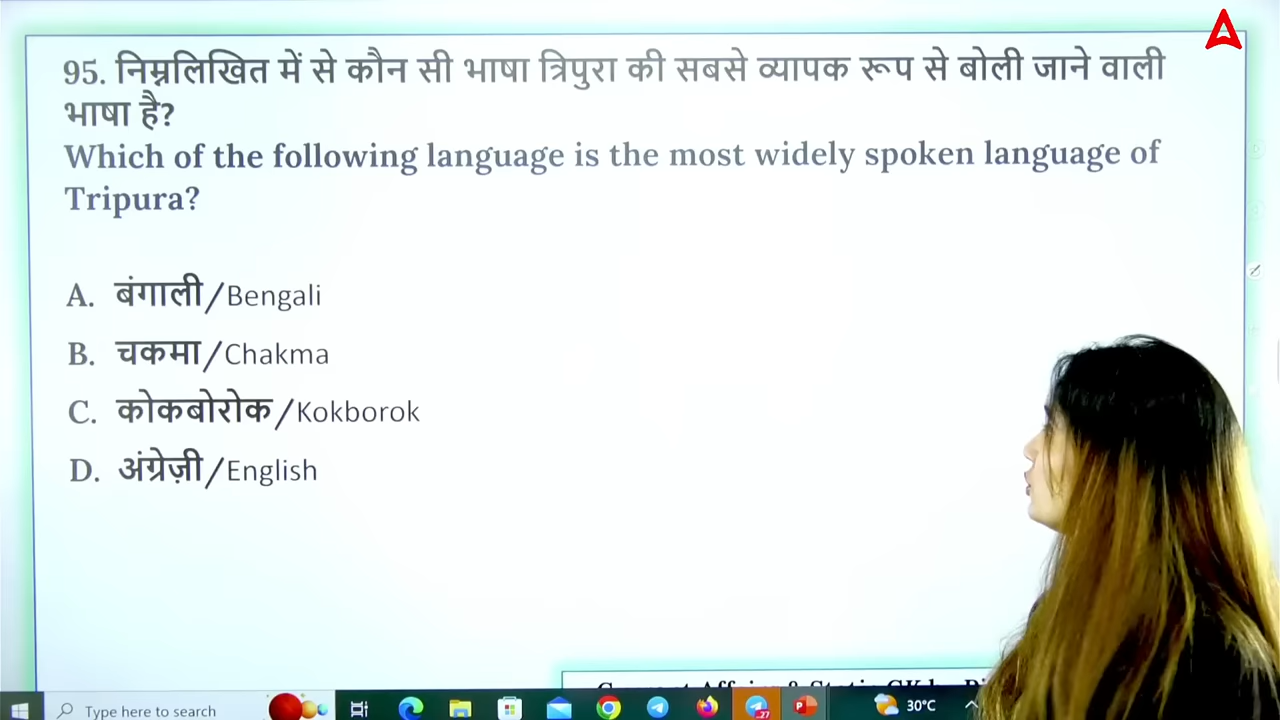 95. निम्नलिखित में से कौन सी भाषा त्रिपुरा की सबसे व्यापक रूप से बोली जाने वाली
भाषा है?
Which of the following language is the most widely spoken language of
Tripura?
A. बंगाली/Bengali
B. चकमा/Chakma
C. कोकबोरोक/Kokborok
D. अंग्रेज़ी/English
Type here to search
27
30°C